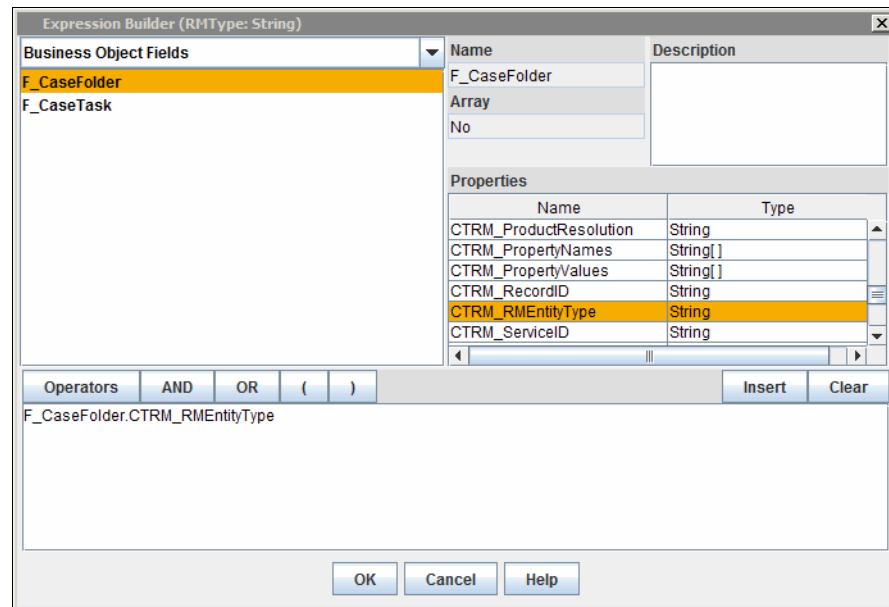 Expression Builder (RMType: String)
Business Object Fields
F_CaseFolder
F_CaseTask
Name
F_CaseFolder
Array
No
Description
Properties
Name Type
CTRM_ProductResolution String
CTRM_PropertyNames String[]
CTRM_PropertyValues String[]
CTRM_RecordID String
CTRM_RMEntityType String
CTRM_ServiceID String
Operators AND OR ( ) Insert Clear
F_CaseFolder.CTRM_RMEntityType
OK Cancel Help